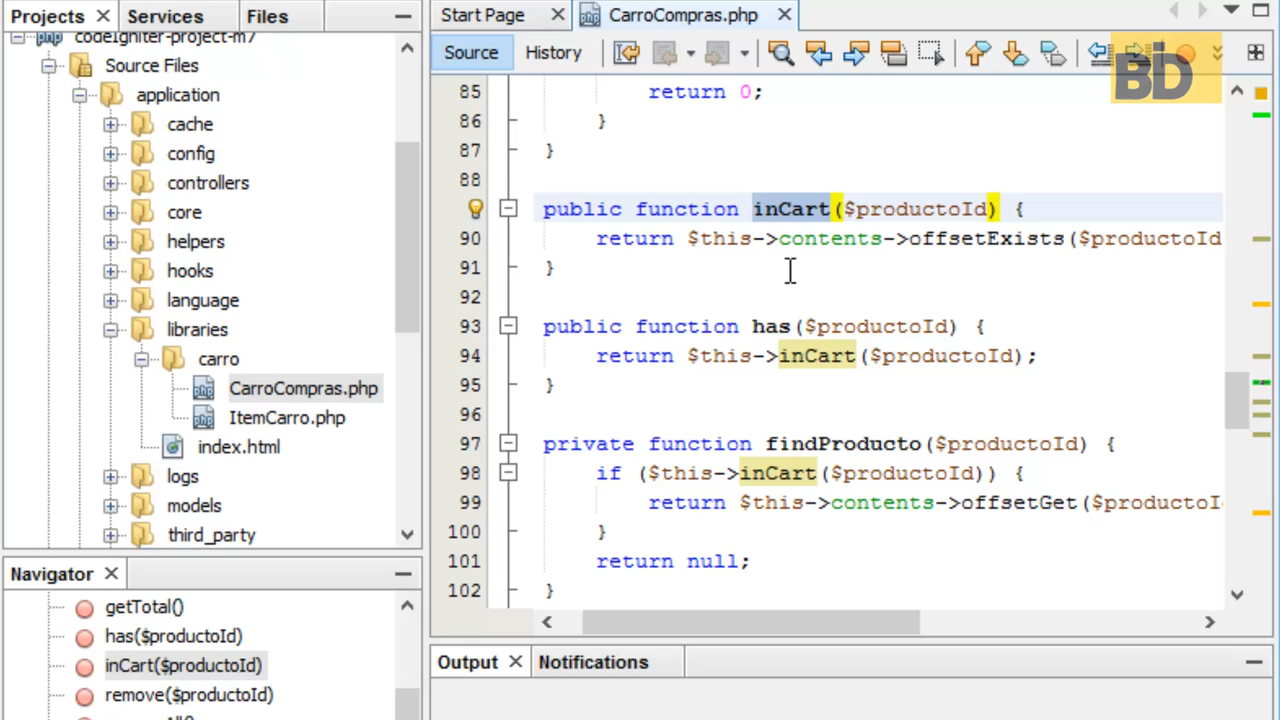 Projects
Services
Files
codeIgniter-project-m7
Source Files
application
cache
config
controllers
core
helpers
hooks
language
libraries
carro
CarroCompras.php
ItemCarro.php
index.html
logs
models
third_party
Navigator
getTotal()
has($productoId)
inCart($productoId)
remove($productoId)
Start Page
CarroCompras.php
Source
History
BD
85 return 0;
86 }
87 }
88
public function inCart($productoId) {
90 return $this->contents->offsetExists($productoId
91 }
92
93 public function has($productoId) {
94 return $this->inCart($productoId);
95 }
96
97 private function findProducto($productoId) {
98 if ($this->inCart($productoId)) {
99 return $this->contents->offsetGet($productoI
100 }
101 return null;
102 }
Output
Notifications